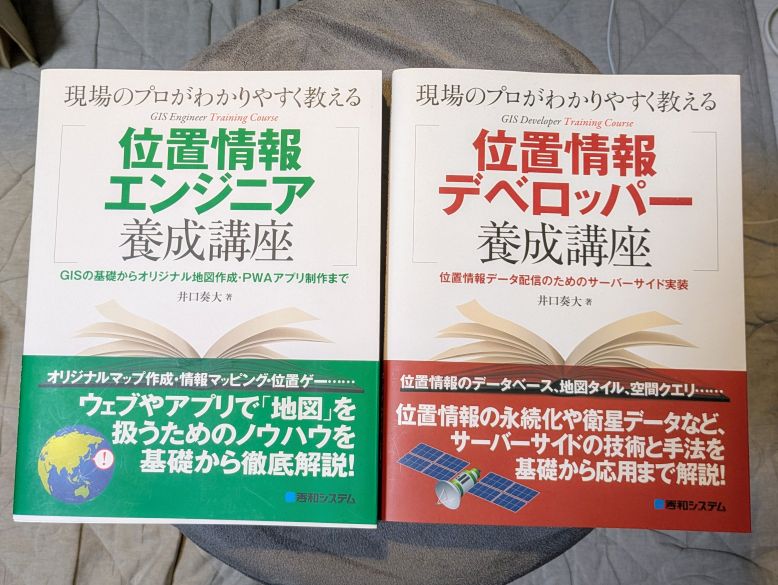 現場のプロがわかりやすく教える
GIS Engineer Training Course
位置情報
エンジニア
養成講座
GISの基礎からオリジナル地図作成・PWAアプリ制作まで
井口奏大 著
オリジナルマップ作成・情報マッピング・位置ゲー……
ウェブやアプリで「地図」を
扱うためのノウハウを
基礎から徹底解説!
!
秀和システム
現場のプロがわかりやすく教える
GIS Developer Training Course
位置情報
デベロッパー
養成講座
位置情報データ配信のためのサーバーサイド実装
井口奏大 著
位置情報のデータベース、地図タイル、空間クエリ……
位置情報の永続化や衛星データなど、
サーバーサイドの技術と手法を
基礎から応用まで解説!
秀和システム